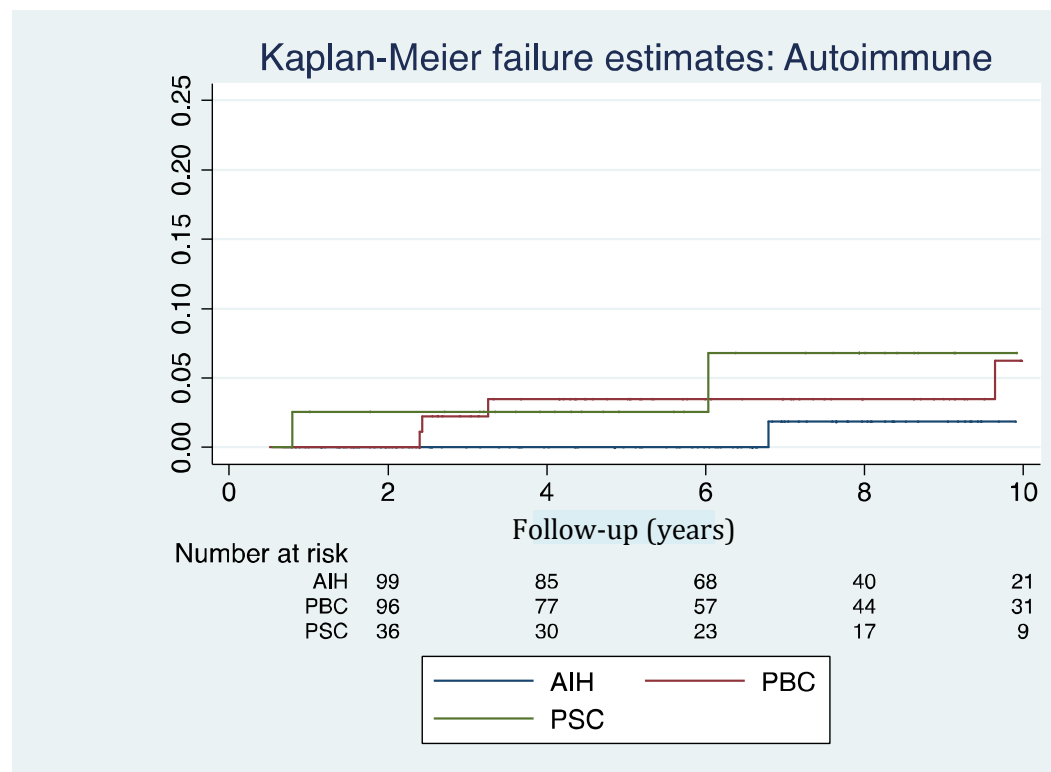 Kaplan-Meier failure estimates: Autoimmune
0.25
0.20
0.15
0.10
0.05
0.00
0 2 4 6 8 10
Follow-up (years)
Number at risk
AIH 99 85 68 40 21
PBC 96 77 57 44 31
PSC 36 30 23 17 9
AIH PBC
PSC